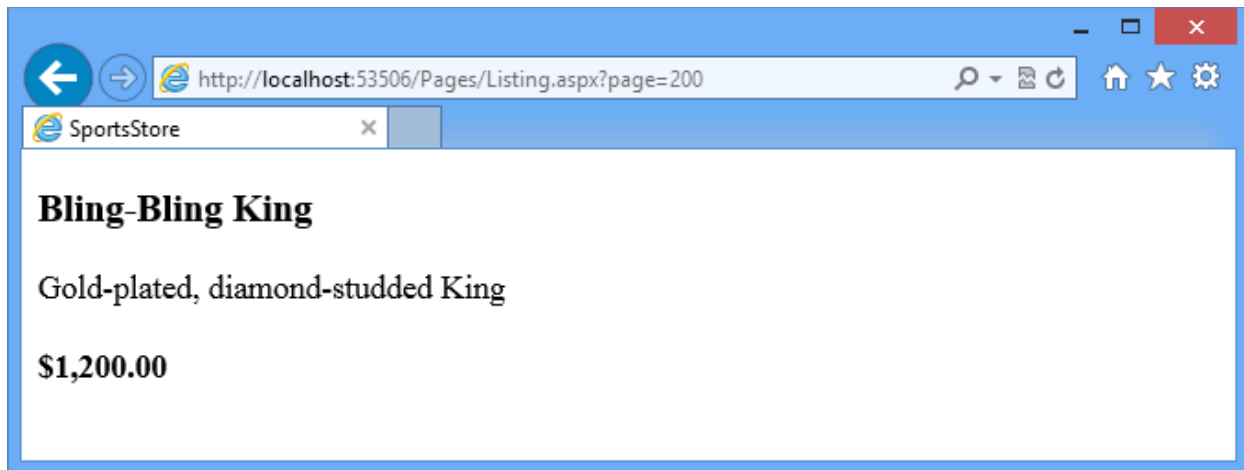 http://localhost:53506/Pages/Listing.aspx?page=200
SportsStore
Bling-Bling King
Gold-plated, diamond-studded King
$1,200.00